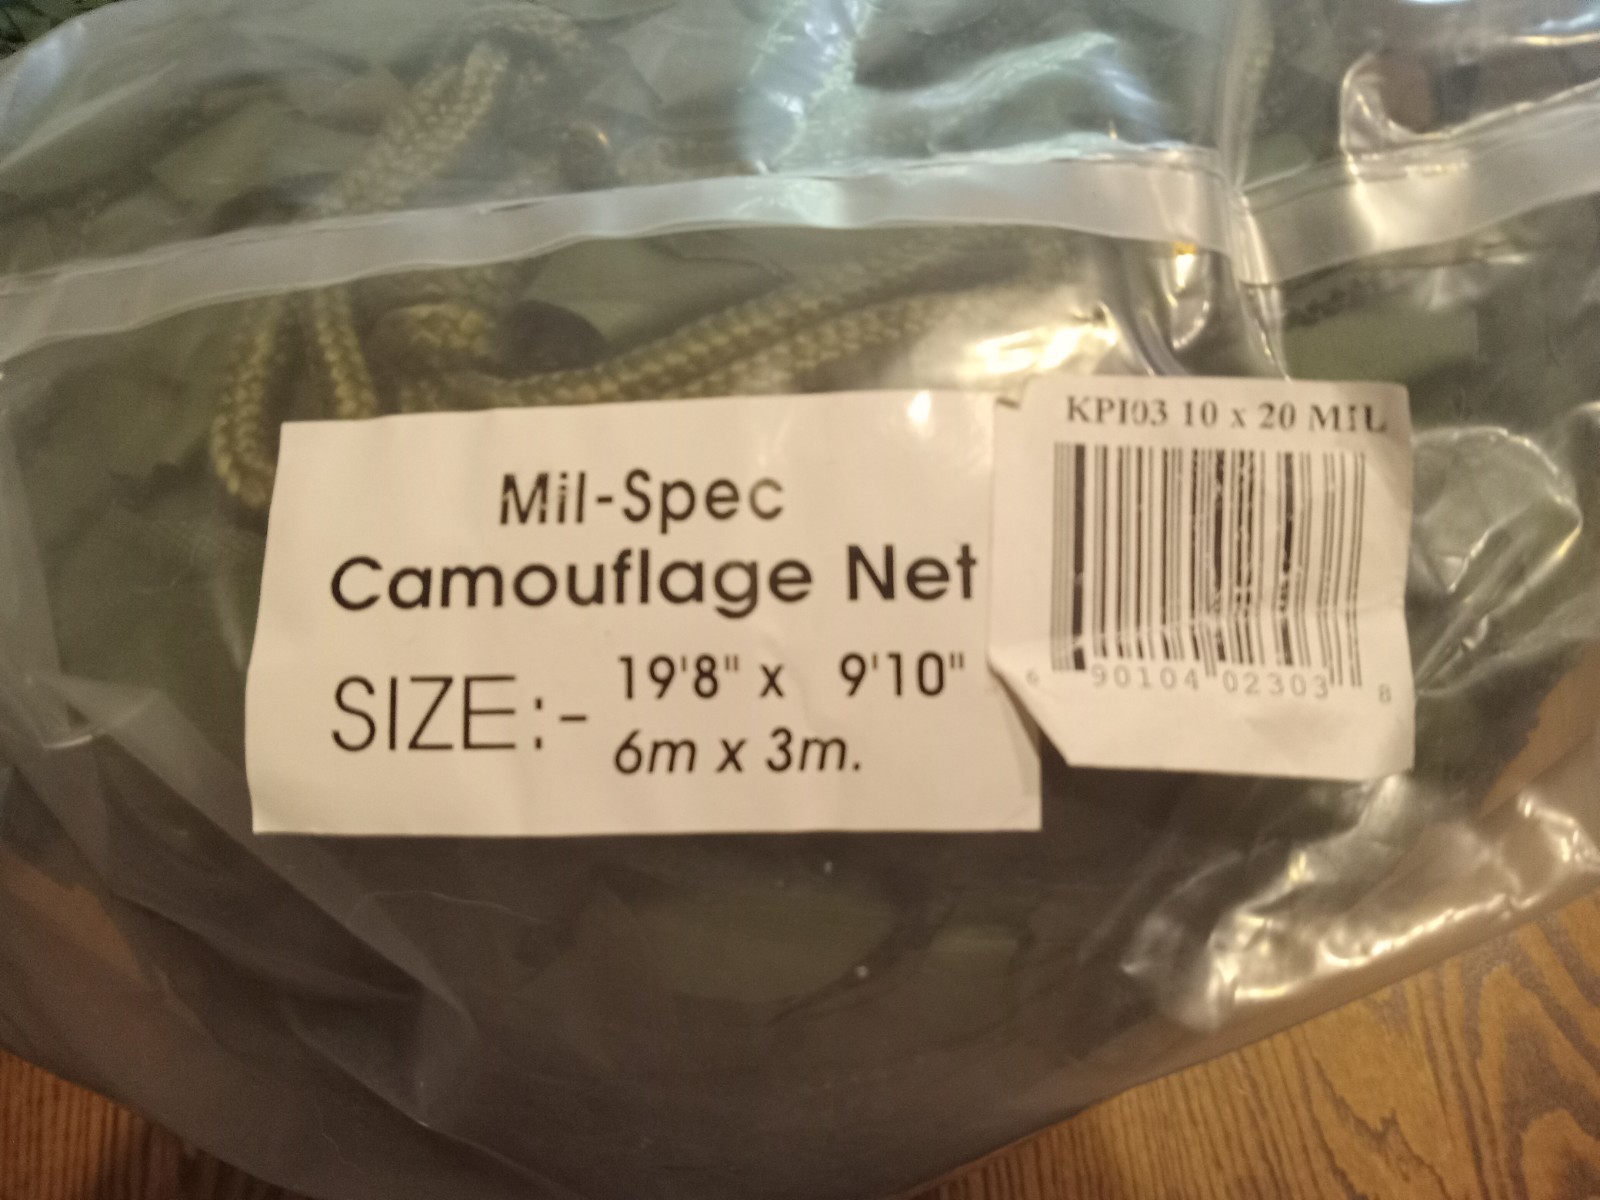 Mil-Spec
Camouflage Net
SIZE:- 19'8" x 9'10"
6m x 3m.
KPI03 10 x 20 MIL
6 90104 02303 8